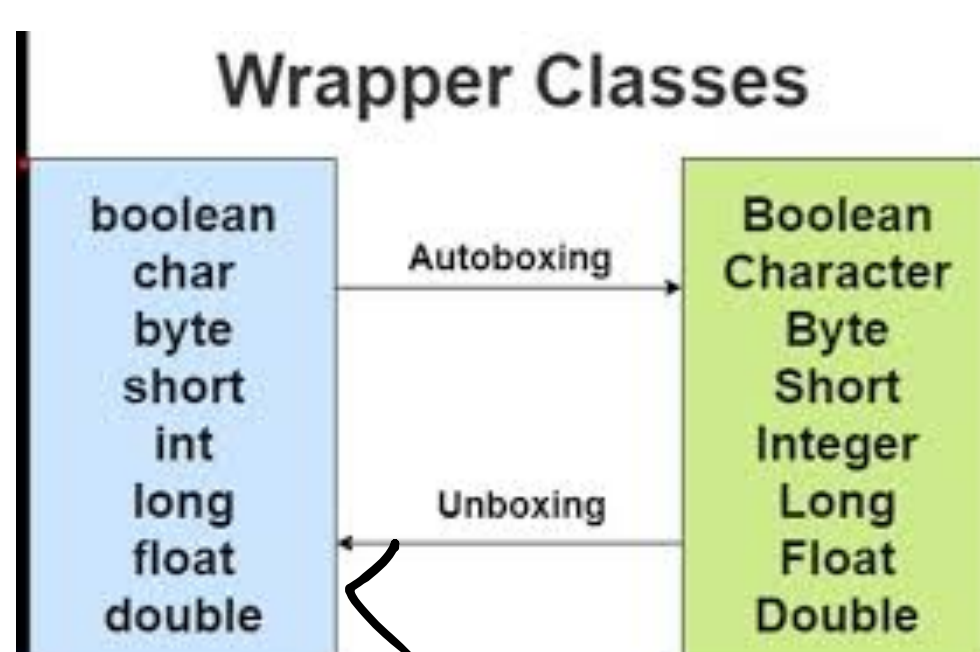 Wrapper Classes
boolean
char
byte
short
int
long
float
double
Autoboxing
Unboxing
Boolean
Character
Byte
Short
Integer
Long
Float
Double